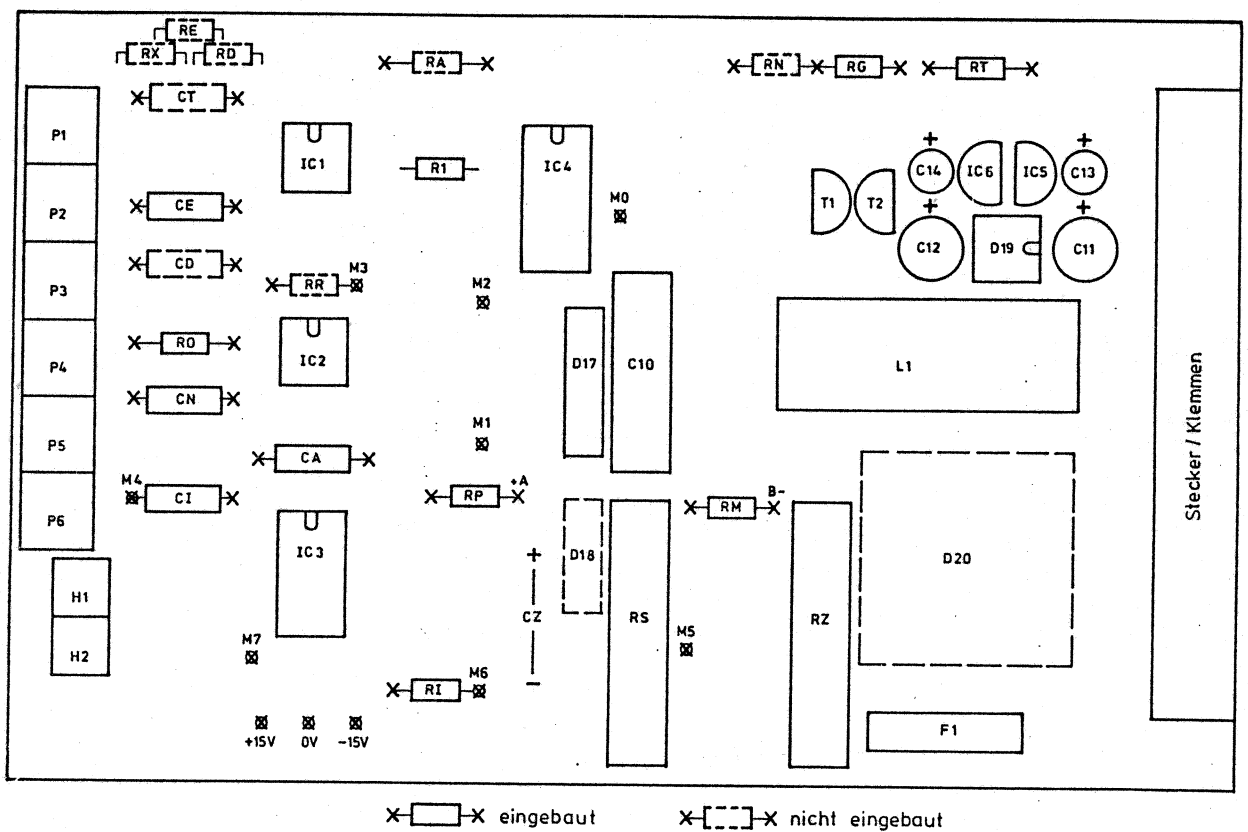 RE
RX RD
RA
RN RG RT
CT
P1
IC1
R1
IC4
C14 + IC6 IC5 + C13
P2
CE
M0
T1 T2
+ C12 D19 + C11
CD
M3
RR
M2
P3
RO
IC2
D17
C10
L1
P4
CN
Stecker / Klemmen
M1
P5
CA
M4
CI
RP +A
RM B-
P6
IC3
+
CZ
-
D18
RS
RZ
D20
H1
H2
M7
M5
RI M6
F1
+15V 0V -15V
eingebaut nicht eingebaut